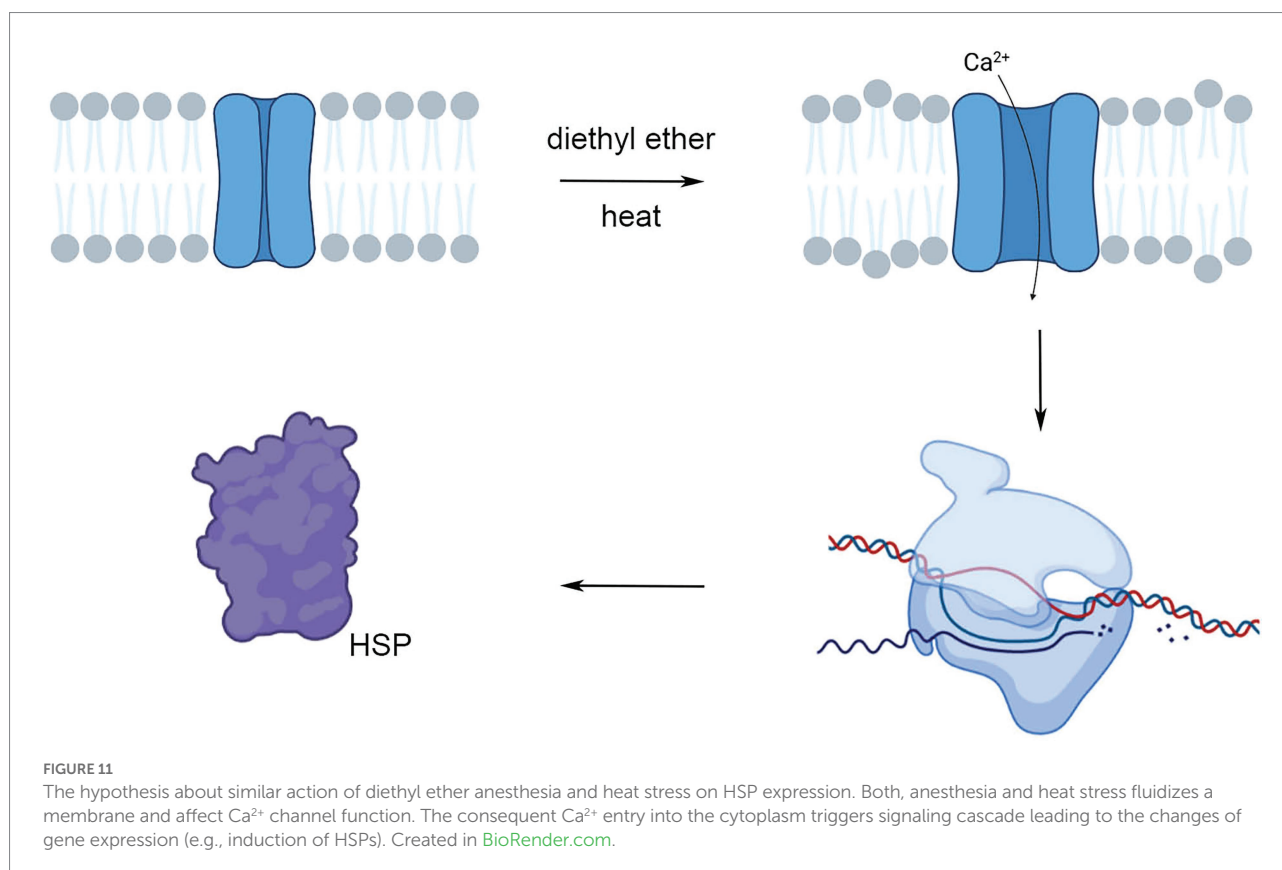 Ca²⁺
diethyl ether
heat
HSP
FIGURE 11
The hypothesis about similar action of diethyl ether anesthesia and heat stress on HSP expression. Both, anesthesia and heat stress fluidizes a
membrane and affect Ca²⁺ channel function. The consequent Ca²⁺ entry into the cytoplasm triggers signaling cascade leading to the changes of
gene expression (e.g., induction of HSPs). Created in BioRender.com.